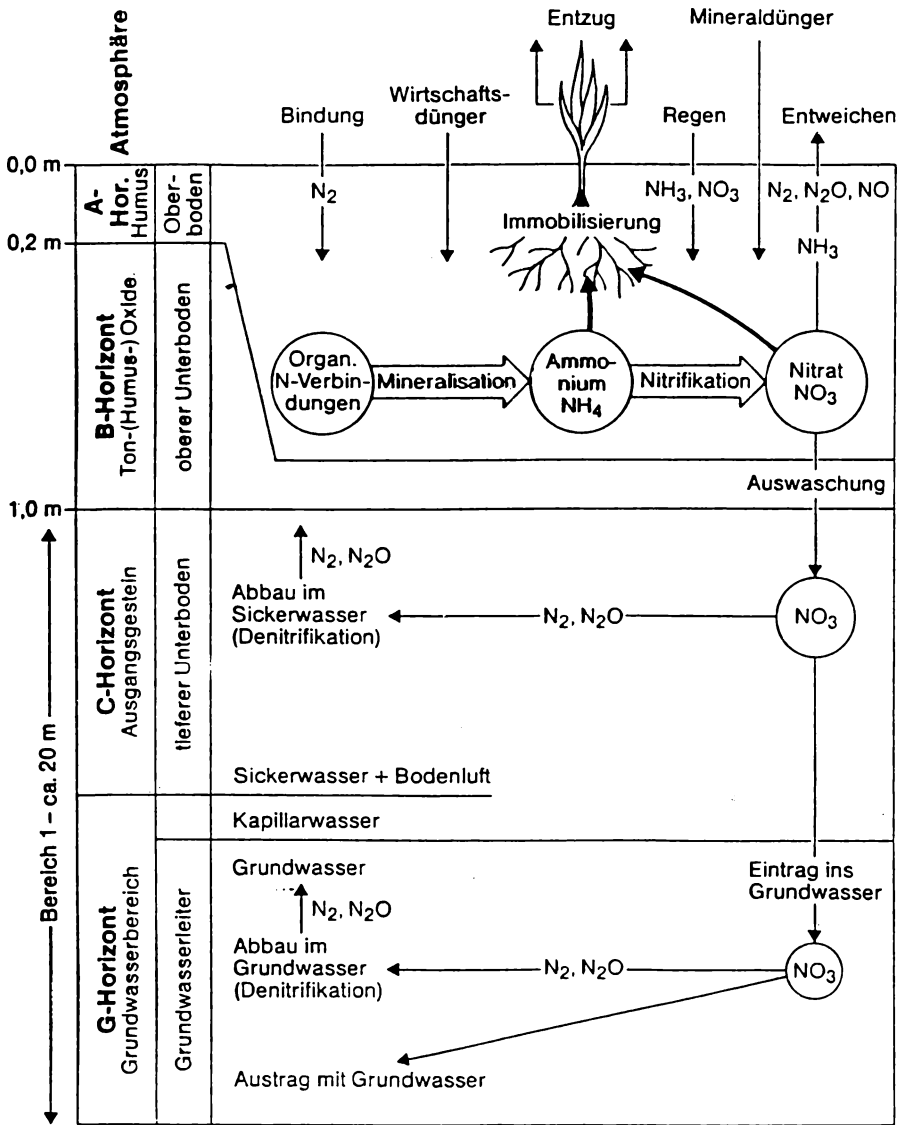 Atmosphäre
Entzug
Mineraldünger
Bindung
Wirtschafts-
dünger
Regen
Entweichen
0,0 m
A-
Hor.
Humus
Ober-
boden
N₂
NH₃, NO₃
N₂, N₂O, NO
Immobilisierung
NH₃
0,2 m
B-Horizont
Ton-(Humus-) Oxide
oberer Unterboden
Organ.
N-Verbin-
dungen
Mineralisation
Ammo-
nium
NH₄
Nitrifikation
Nitrat
NO₃
Auswaschung
1,0 m
Bereich 1 – ca. 20 m
C-Horizont
Ausgangsgestein
tieferer Unterboden
N₂, N₂O
Abbau im
Sickerwasser
(Denitrifikation)
N₂, N₂O
NO₃
Sickerwasser + Bodenluft
Kapillarwasser
G-Horizont
Grundwasserbereich
Grundwasserleiter
Grundwasser
N₂, N₂O
Eintrag ins
Grundwasser
Abbau im
Grundwasser
(Denitrifikation)
N₂, N₂O
NO₃
Austrag mit Grundwasser